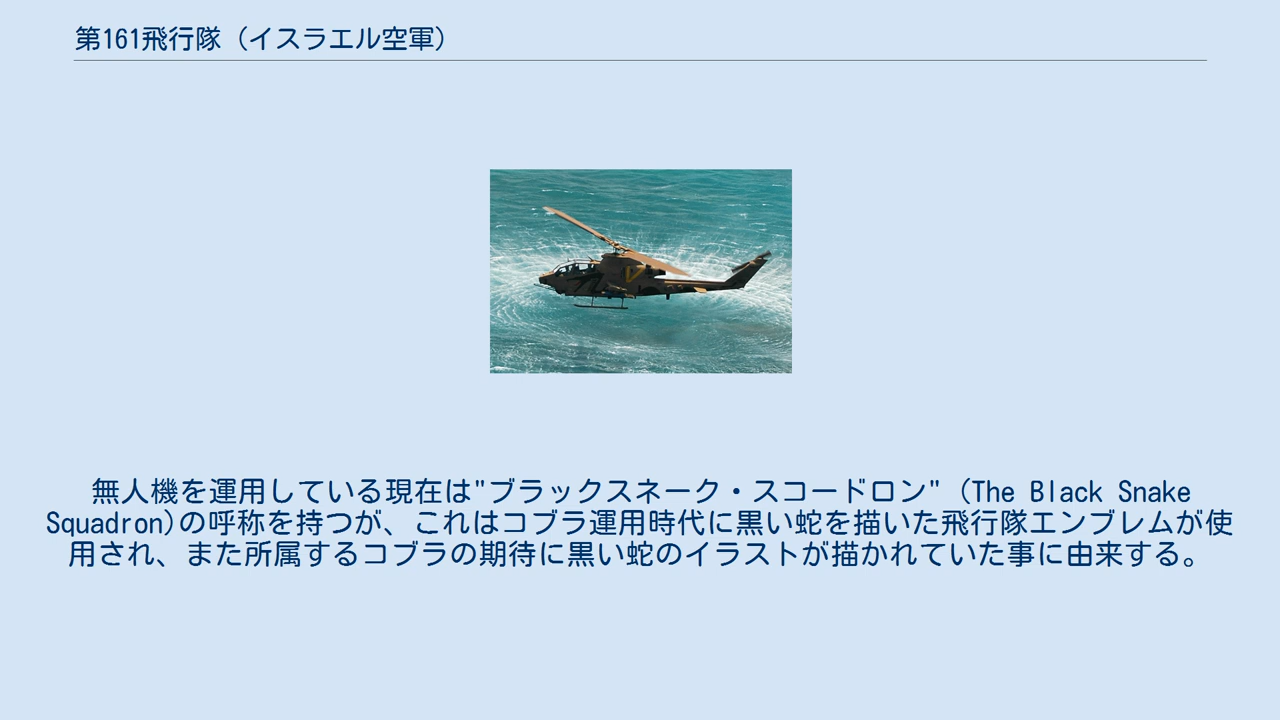 第161飛行隊（イスラエル空軍）
無人機を運用している現在は"ブラックスネーク・スコードロン"（The Black Snake
Squadron)の呼称を持つが、これはコブラ運用時代に黒い蛇を描いた飛行隊エンブレムが使
用され、また所属するコブラの期待に黒い蛇のイラストが描かれていた事に由来する。